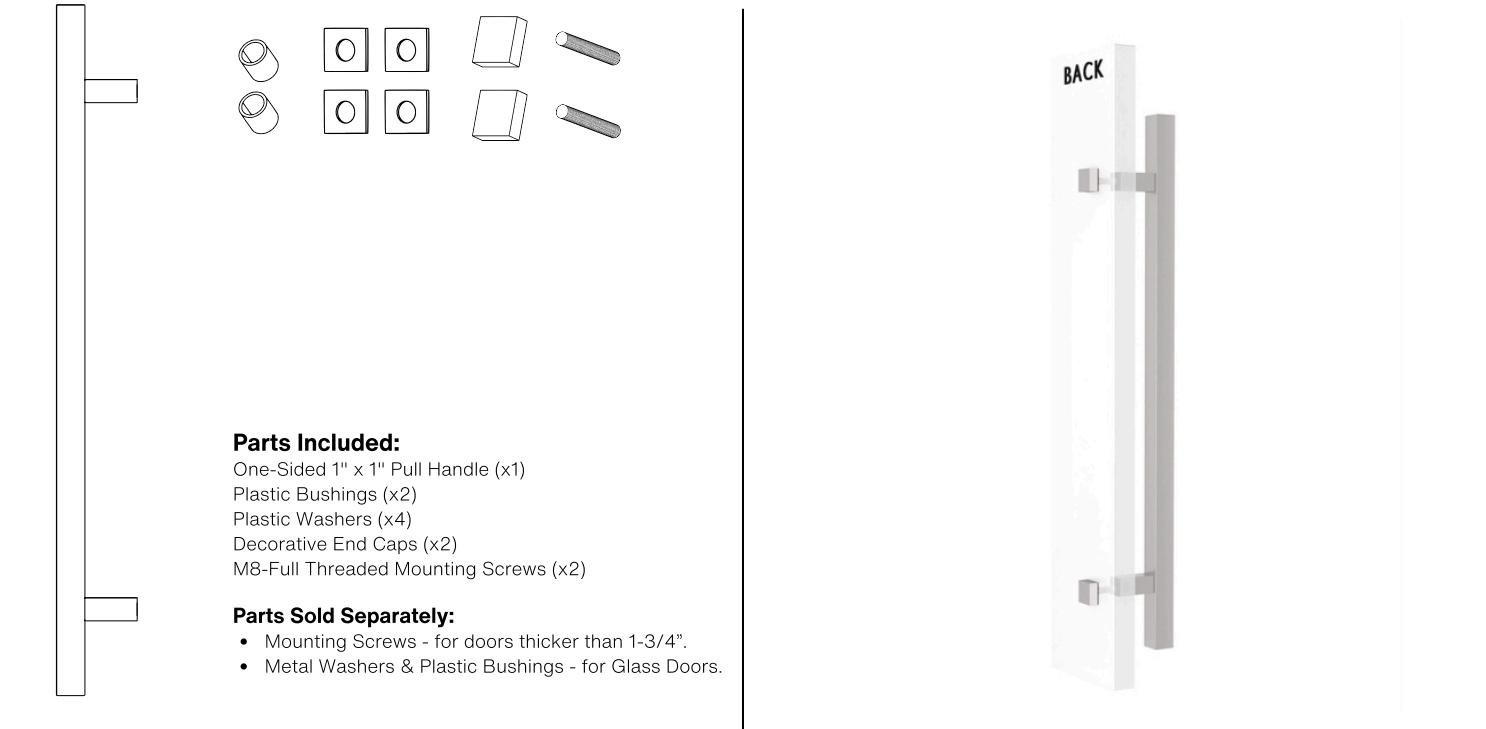 BACK
Parts Included:
One-Sided 1" x 1" Pull Handle (x1)
Plastic Bushings (x2)
Plastic Washers (x4)
Decorative End Caps (x2)
M8-Full Threaded Mounting Screws (x2)
Parts Sold Separately:
• Mounting Screws - for doors thicker than 1-3/4”.
• Metal Washers & Plastic Bushings - for Glass Doors.